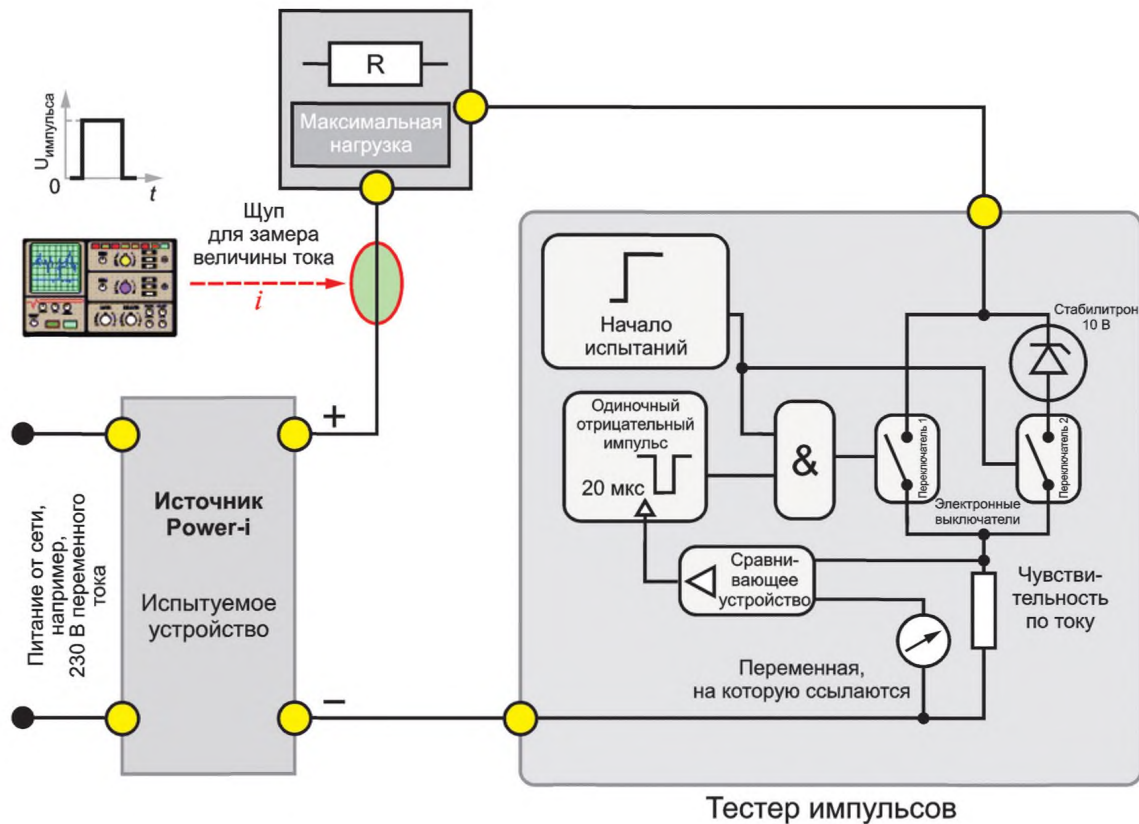 R
Максимальная
нагрузка
U импульса
0
t
Щуп
для замера
величины тока
i
Начало
испытаний
Стабилитрон
10 В
Одиночный
отрицательный
импульс
20 мкс
&
Переключатель 1
Переключатель 2
Электронные
выключатели
+
Источник
Power-i
Испытуемое
устройство
–
Питание от сети,
например,
230 В переменного
тока
Сравни-
вающее
устройство
Чувстви-
тельность
по току
Переменная,
на которую ссылаются
Тестер импульсов